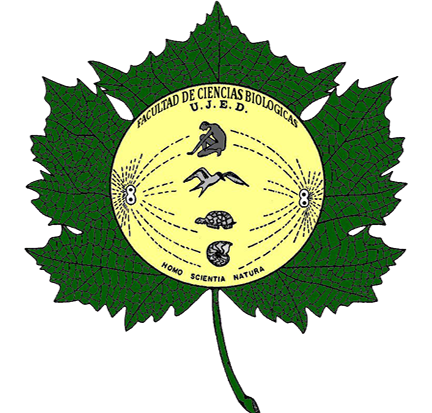 FACULTAD DE CIENCIAS BIOLOGICAS
U. J. E. D.
HOMO SCIENTIA NATURA